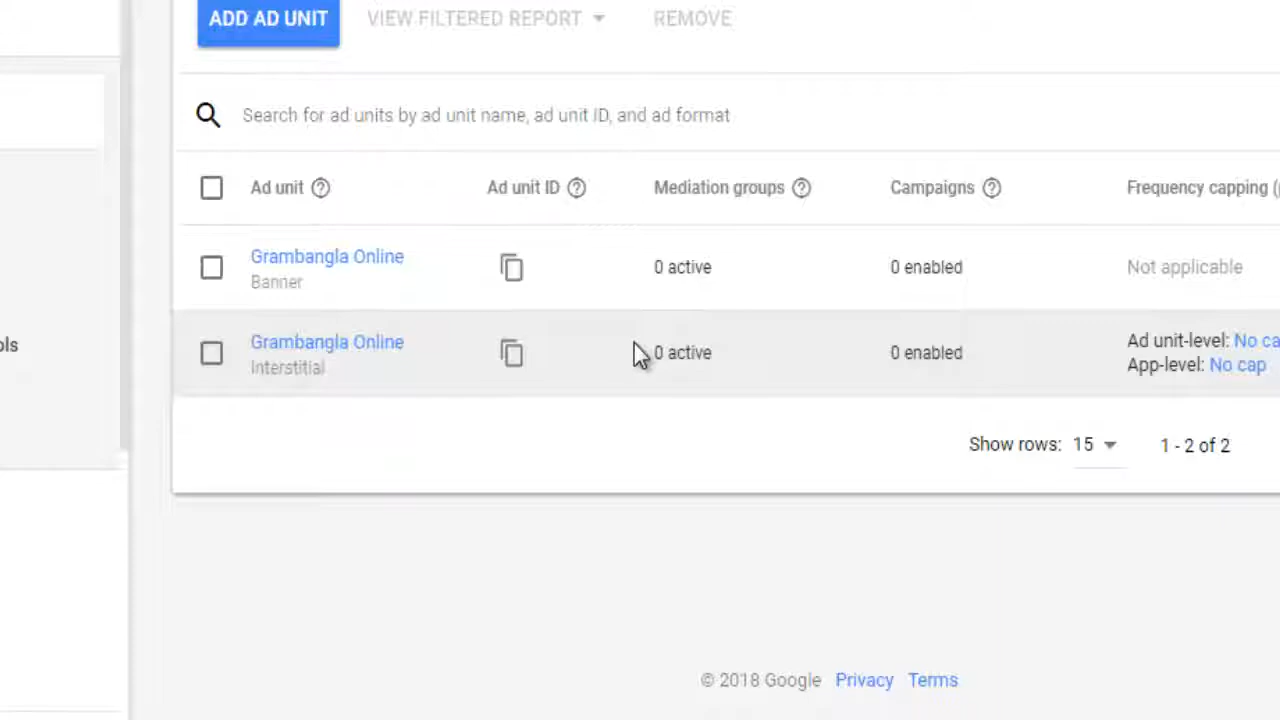 ADD AD UNIT VIEW FILTERED REPORT REMOVE
Search for ad units by ad unit name, ad unit ID, and ad format
Ad unit Ad unit ID Mediation groups Campaigns Frequency capping
Grambangla Online 0 active 0 enabled Not applicable
Banner
Grambangla Online 0 active 0 enabled Ad unit-level: No
Interstitial App-level: No cap
Show rows: 15 1 - 2 of 2
© 2018 Google Privacy Terms